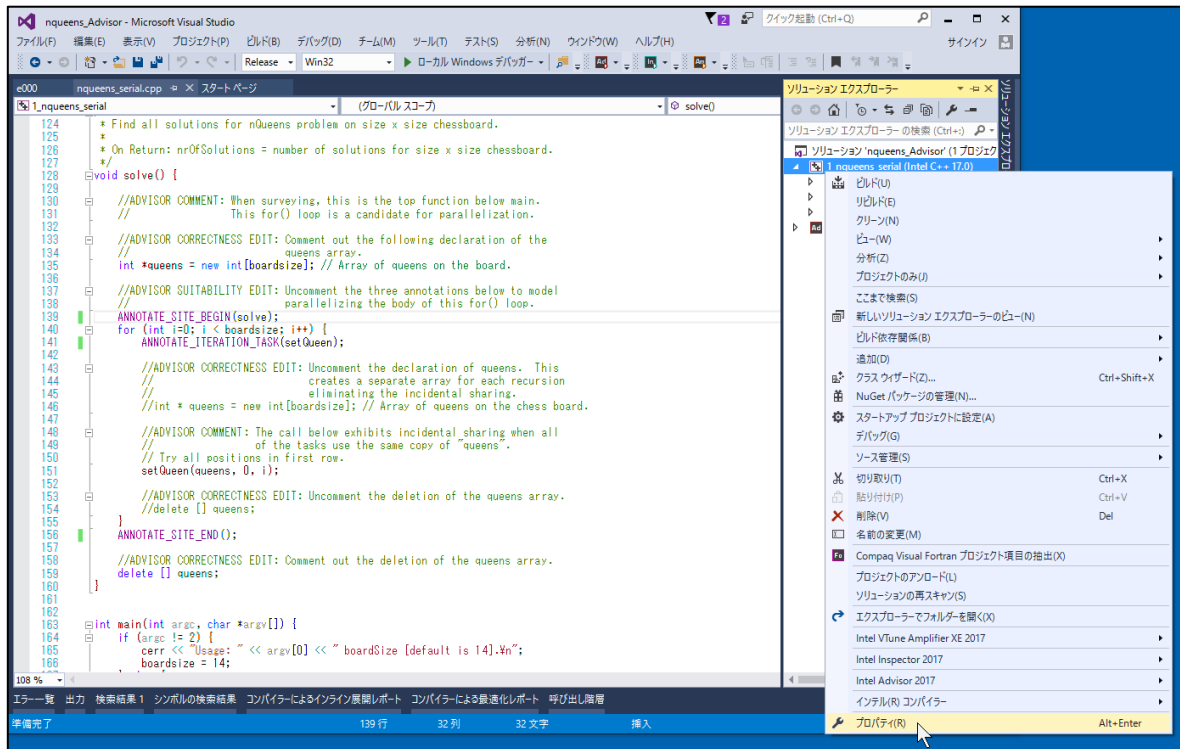 nqueens_Advisor - Microsoft Visual Studio
2
クイック起動 (Ctrl+Q)
ファイル(F) 編集(E) 表示(V) プロジェクト(P) ビルド(B) デバッグ(D) チーム(M) ツール(T) テスト(S) 分析(N) ウィンドウ(W) ヘルプ(H)
サインイン
Release Win32 ローカル Windows デバッガー
e000 nqueens_serial.cpp スタート ページ
1_nqueens_serial (グローバル スコープ) solve()
124 * Find all solutions for nQueens problem on size x size chessboard.
125 *
126 * On Return: nrOfSolutions = number of solutions for size x size chessboard.
127 */
128 void solve() {
129
130 //ADVISOR COMMENT: When surveying, this is the top function below main.
131 // This for() loop is a candidate for parallelization.
132
133 //ADVISOR CORRECTNESS EDIT: Comment out the following declaration of the
134 // queens array.
135 int *queens = new int[boardsize]; // Array of queens on the board.
136
137 //ADVISOR SUITABILITY EDIT: Uncomment the three annotations below to model
138 // parallelizing the body of this for() loop.
139 ANNOTATE_SITE_BEGIN(solve);
140 for (int i=0; i < boardsize; i++) {
141 ANNOTATE_ITERATION_TASK(setQueen);
142
143 //ADVISOR CORRECTNESS EDIT: Uncomment the declaration of queens. This
144 // creates a separate array for each recursion
145 // eliminating the incidental sharing.
146 //int * queens = new int[boardsize]; // Array of queens on the chess board.
147
148 //ADVISOR COMMENT: The call below exhibits incidental sharing when all
149 // of the tasks use the same copy of "queens".
150 // Try all positions in first row.
151 setQueen(queens, 0, i);
152
153 //ADVISOR CORRECTNESS EDIT: Uncomment the deletion of the queens array.
154 //delete [] queens;
155 }
156 ANNOTATE_SITE_END();
157
158 //ADVISOR CORRECTNESS EDIT: Comment out the deletion of the queens array.
159 delete [] queens;
160 }
161
162
163 int main(int argc, char *argv[]) {
164 if (argc != 2) {
165 cerr << "Usage: " << argv[0] << " boardSize [default is 14].¥n";
166 boardsize = 14;
108 %
エラー一覧 出力 検索結果 1 シンボルの検索結果 コンパイラーによるインライン展開レポート コンパイラーによる最適化レポート 呼び出し階層
準備完了 139 行 32 列 32 文字 挿入
ソリューション エクスプローラー
ソリューション エクスプローラー の検索 (Ctrl+:)
ソリューション 'nqueens_Advisor' (1 プロジェク
1 nqueens serial (Intel C++ 17.0)
Ad
ソリューション エクスプロ
ビルド(U)
リビルド(E)
クリーン(N)
ビュー(W)
分析(Z)
プロジェクトのみ(J)
ここまで検索(S)
新しいソリューション エクスプローラーのビュー(N)
ビルド依存関係(B)
追加(D)
クラス ウィザード(Z)... Ctrl+Shift+X
NuGet パッケージの管理(N)...
スタートアップ プロジェクトに設定(A)
デバッグ(G)
ソース管理(S)
切り取り(T) Ctrl+X
貼り付け(P) Ctrl+V
削除(V) Del
名前の変更(M)
Fo Compaq Visual Fortran プロジェクト項目の抽出(X)
プロジェクトのアンロード(L)
ソリューションの再スキャン(S)
エクスプローラーでフォルダーを開く(X)
Intel VTune Amplifier XE 2017
Intel Inspector 2017
Intel Advisor 2017
インテル(R) コンパイラー
プロパティ(R) Alt+Enter